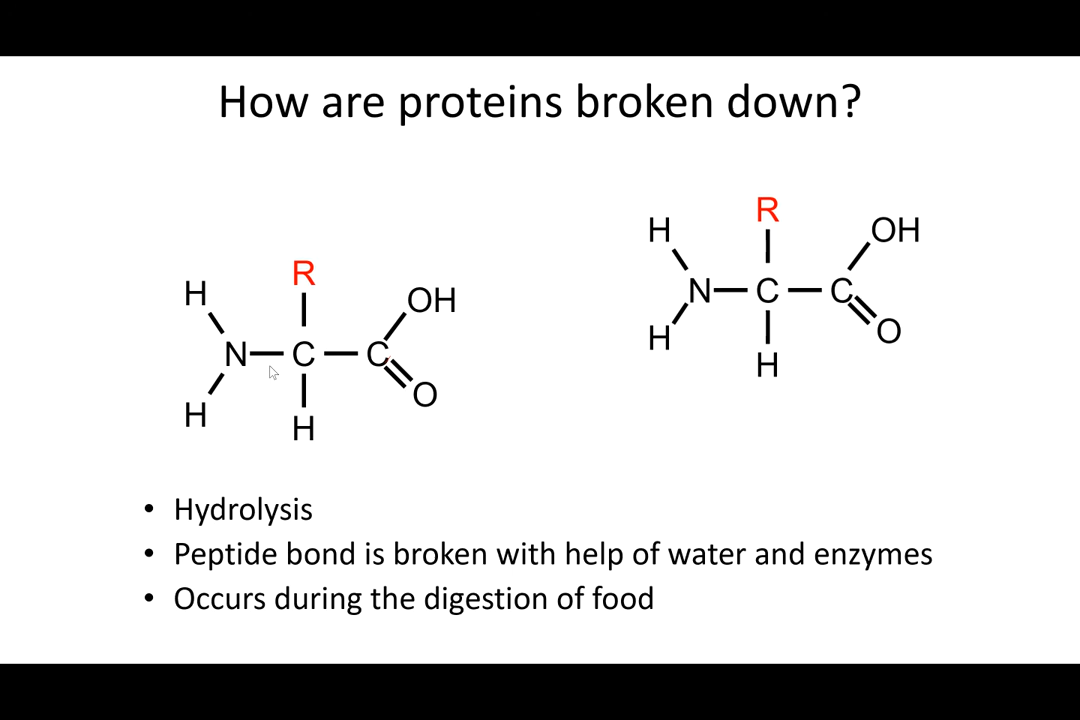 How are proteins broken down?
R
H
OH
N C C
H
O
H
R
H
OH
N C C
H
O
H
• Hydrolysis
• Peptide bond is broken with help of water and enzymes
• Occurs during the digestion of food